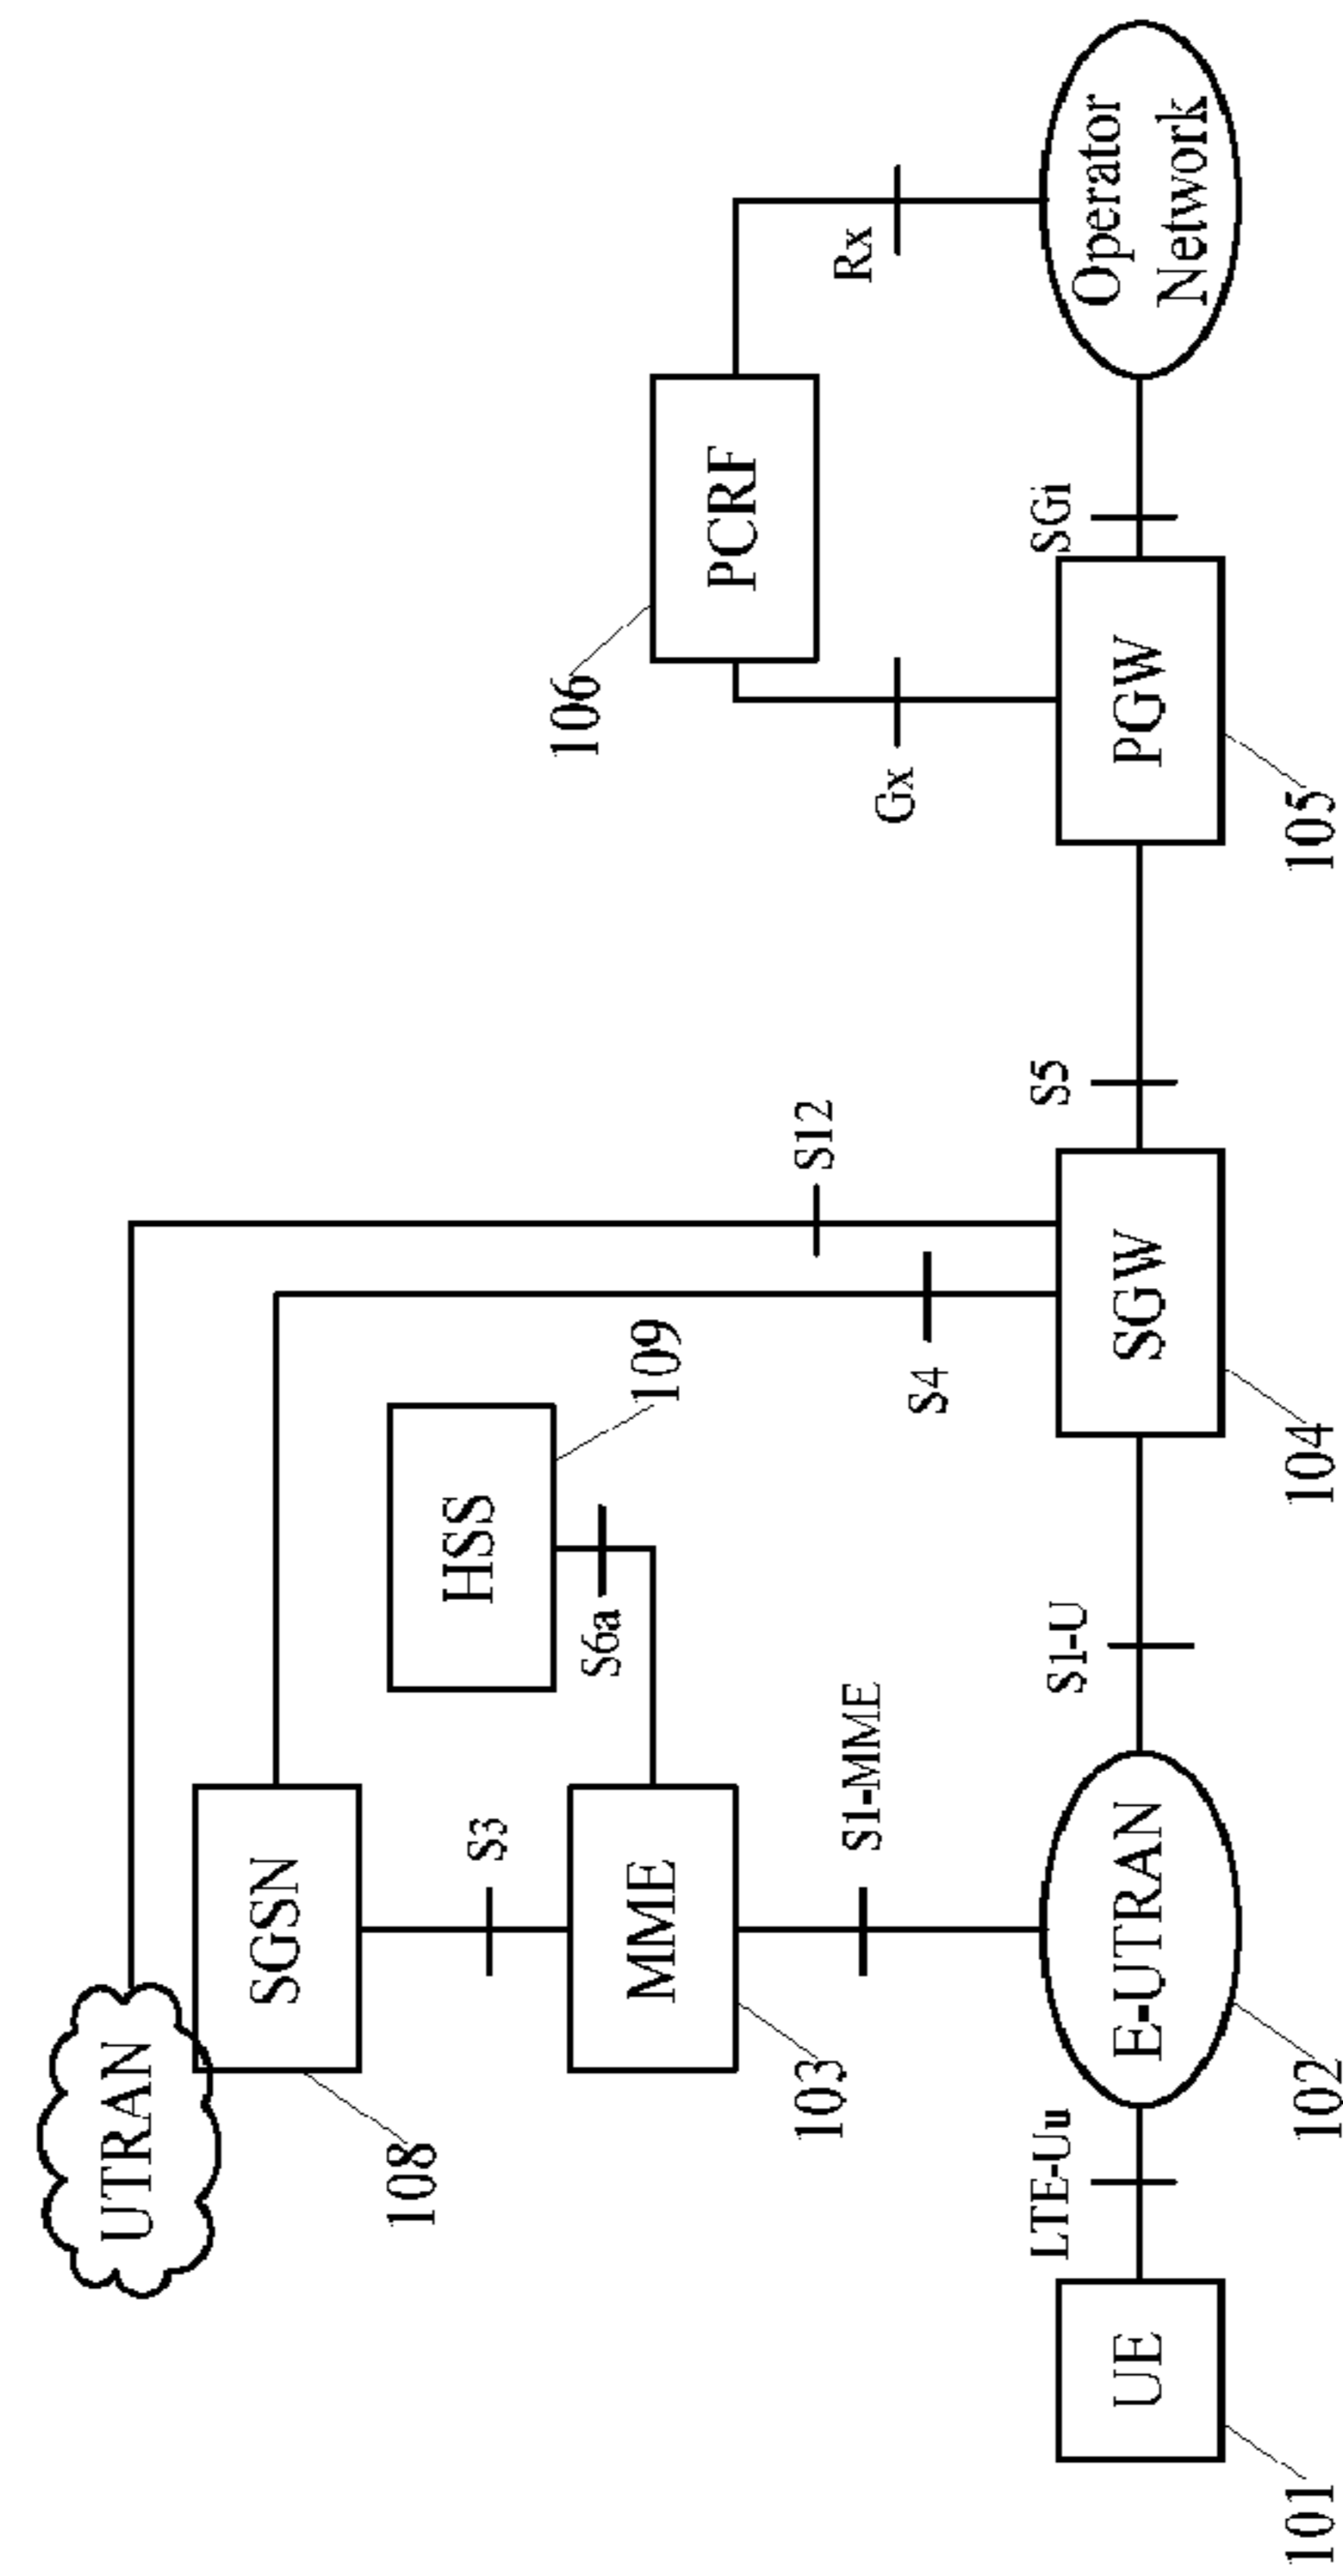 UTRAN
SGSN
108
S3
HSS
109
S6a
MME
103
S1-MME
S4
S12
PCRF
106
Gx
Rx
UE
101
LTE-Uu
E-UTRAN
102
S1-U
SGW
104
S5
PGW
105
SGi
Operator
Network